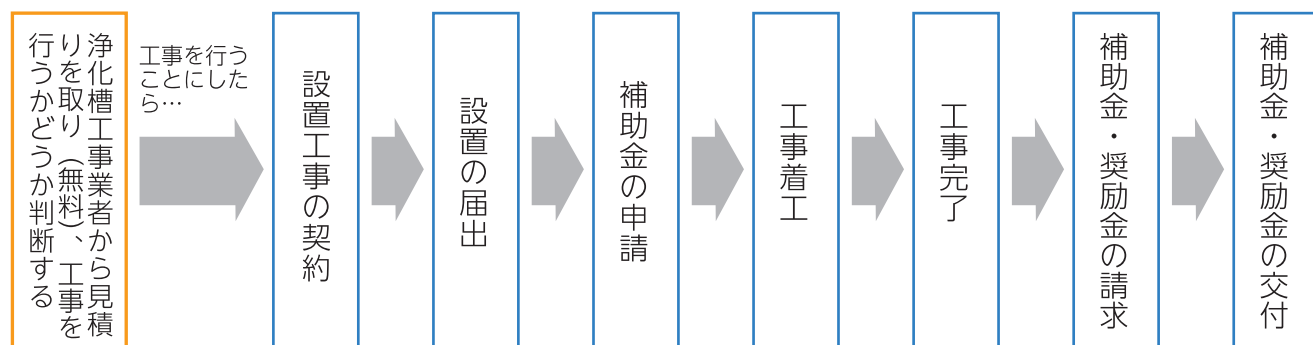 浄化槽工事業者から見積
りを取り（無料）、工事を
行うかどうか判断する
工事を行う
ことにした
ら…
設置工事の契約
設置の届出
補助金の申請
工事着工
工事完了
補助金・奨励金の請求
補助金・奨励金の交付